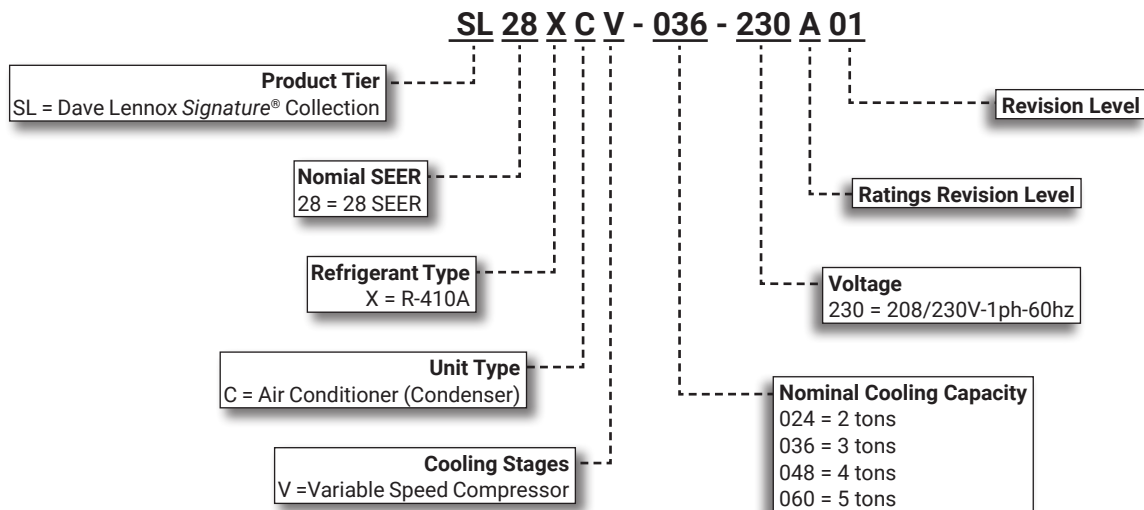 SL 28 X C V - 036 - 230 A 01
Product Tier
SL = Dave Lennox Signature® Collection
Revision Level
Nomial SEER
28 = 28 SEER
Ratings Revision Level
Refrigerant Type
X = R-410A
Voltage
230 = 208/230V-1ph-60hz
Unit Type
C = Air Conditioner (Condenser)
Nominal Cooling Capacity
024 = 2 tons
036 = 3 tons
048 = 4 tons
060 = 5 tons
Cooling Stages
V =Variable Speed Compressor